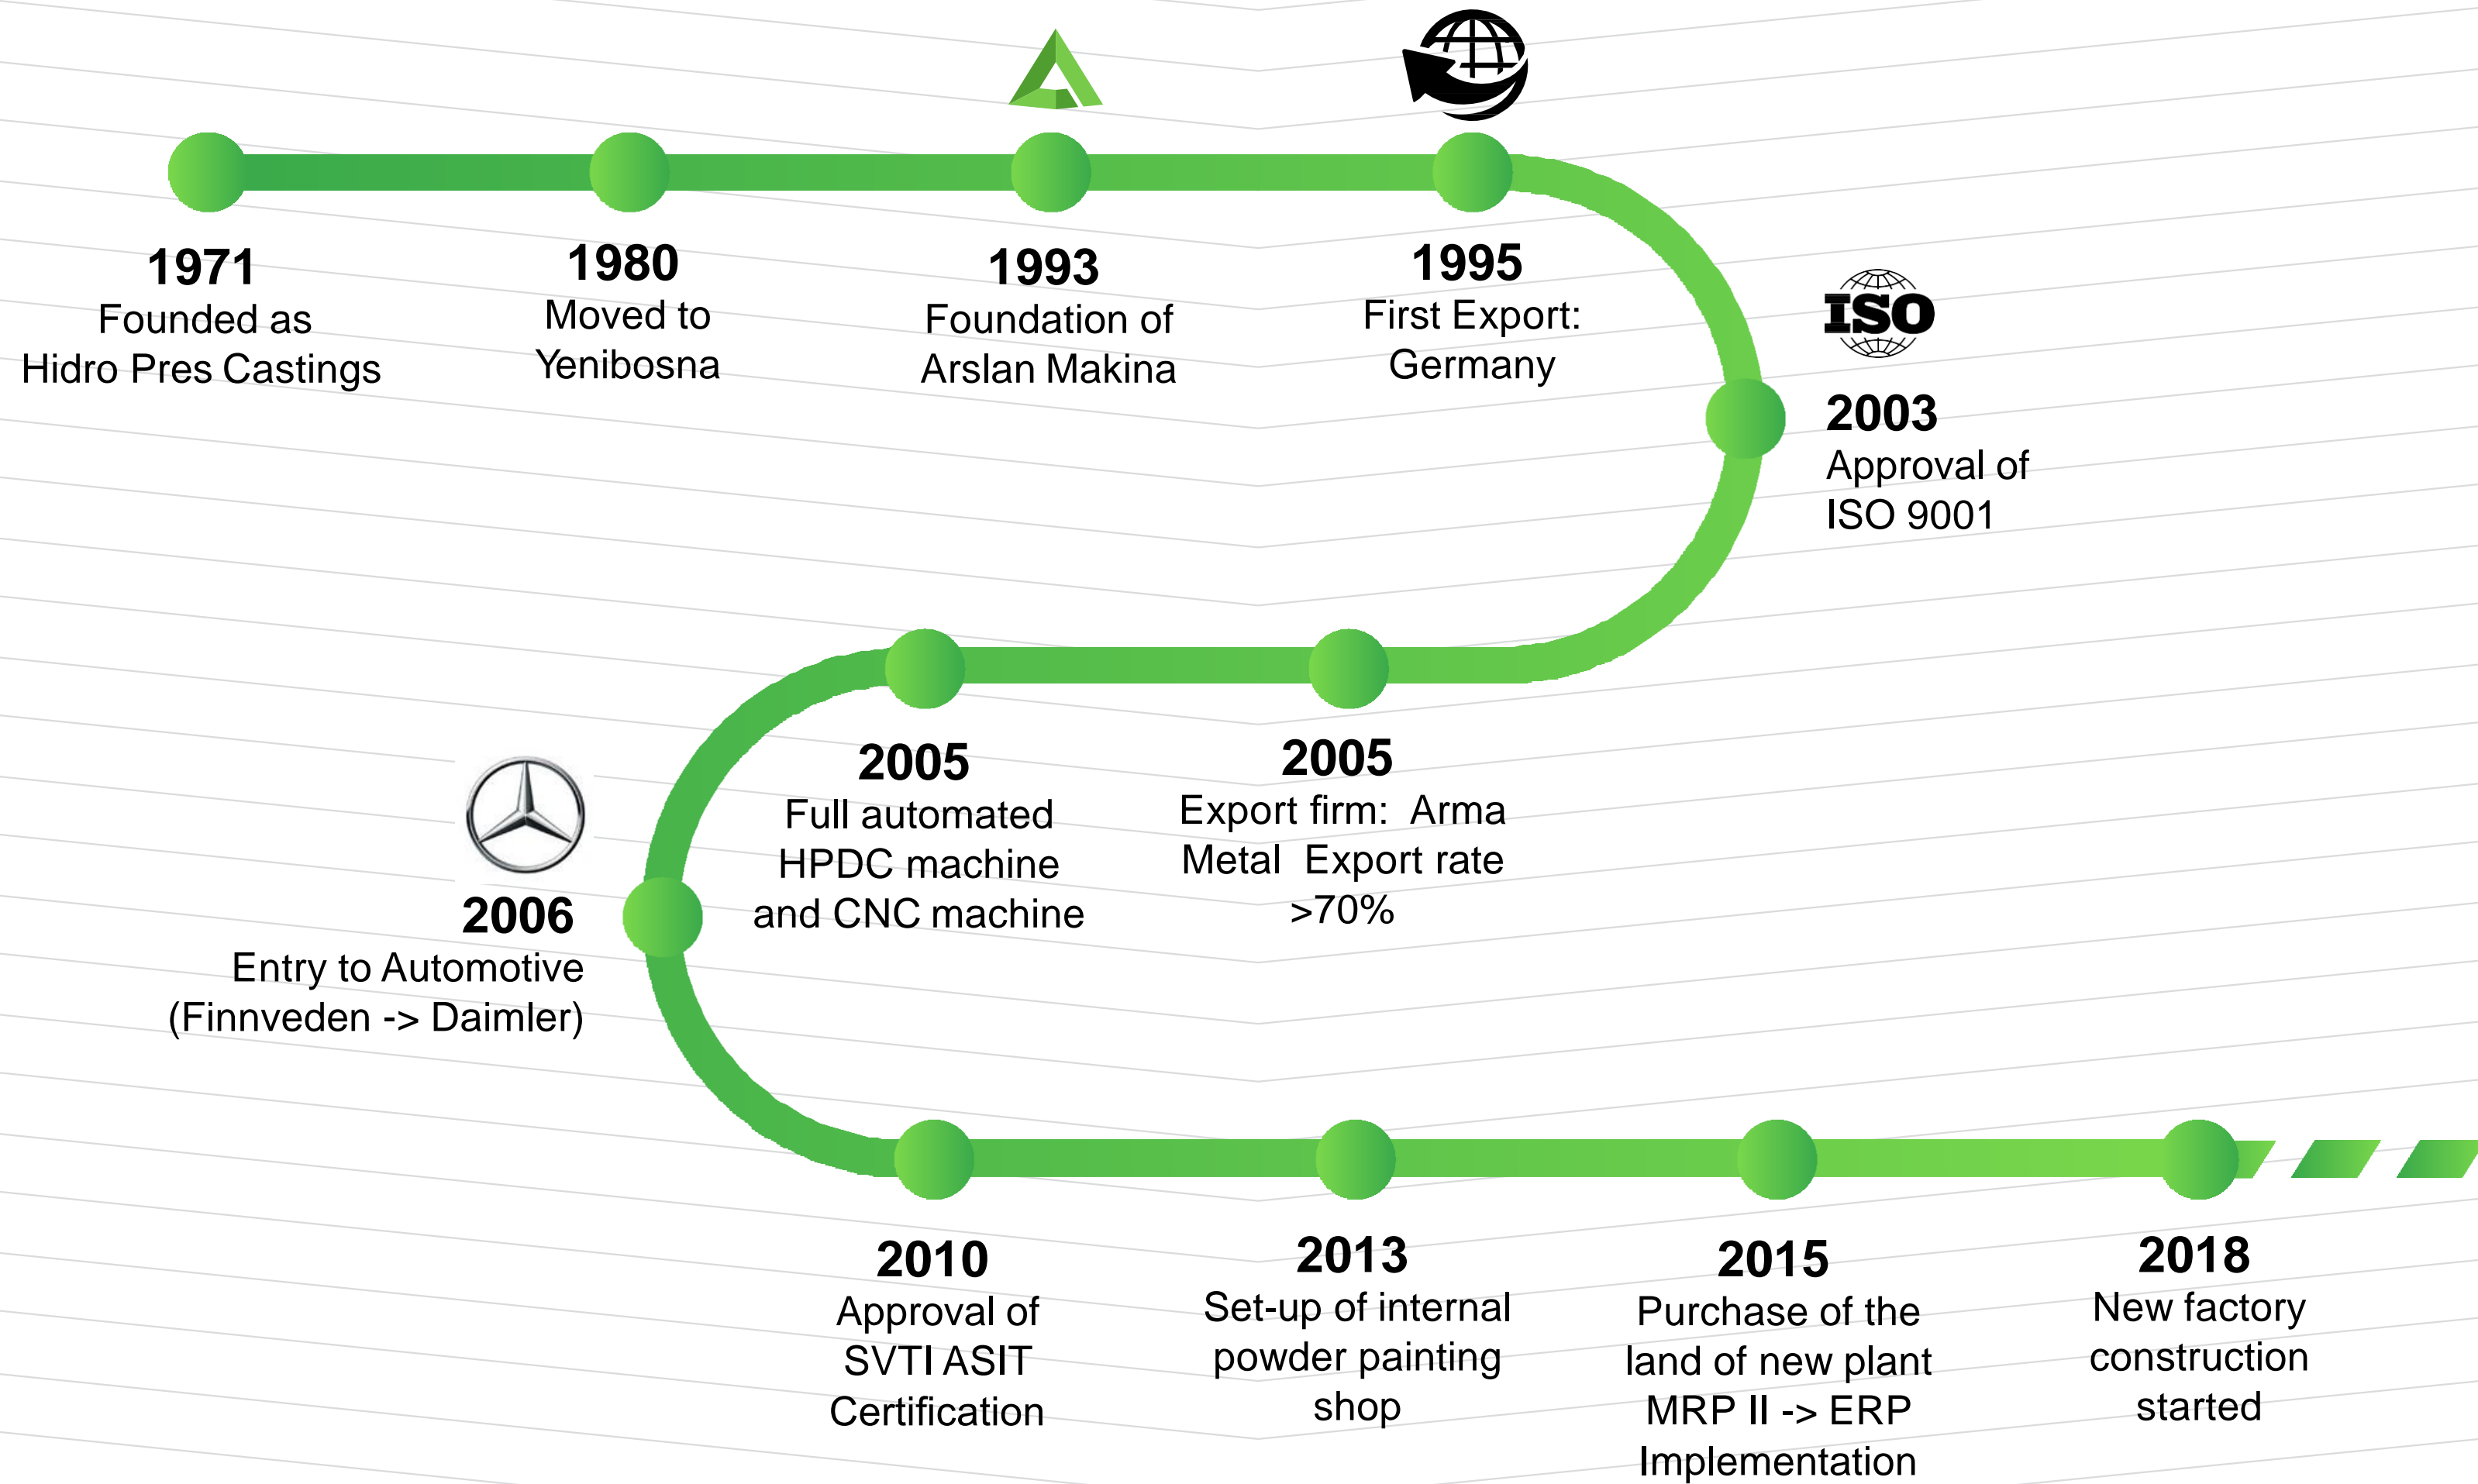 1971
Founded as
Hidro Pres Castings
1980
Moved to
Yenibosna
1993
Foundation of
Arslan Makina
1995
First Export:
Germany
ISO
2003
Approval of
ISO 9001
2005
Export firm: Arma
Metal Export rate
>70%
2005
Full automated
HPDC machine
and CNC machine
2006
Entry to Automotive
(Finnveden -> Daimler)
2010
Approval of
SVTI ASIT
Certification
2013
Set-up of internal
powder painting
shop
2015
Purchase of the
land of new plant
MRP II -> ERP
Implementation
2018
New factory
construction
started